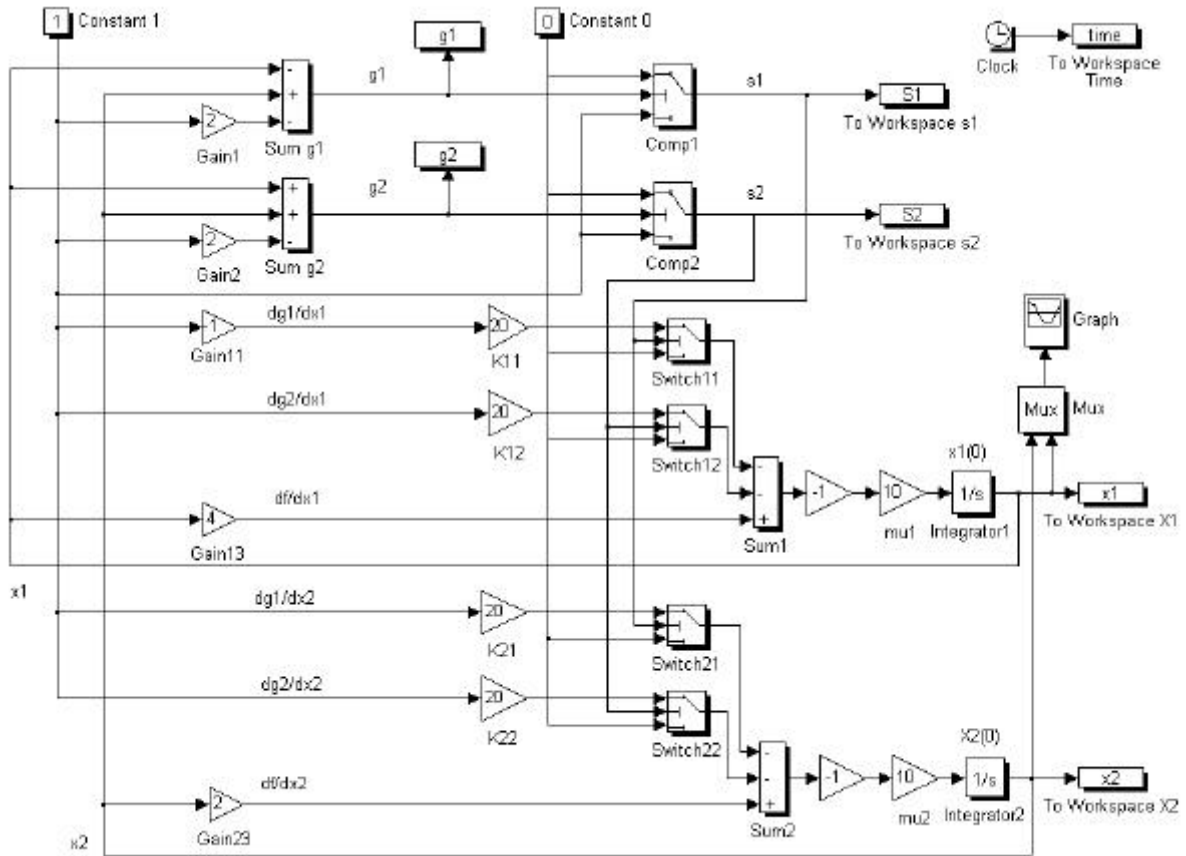 1 Constant 1
0 Constant 0
g1
time
Clock
To Workspace
Time
-
+
-
g1
s1
S1
To Workspace s1
2
Gain1
Sum g1
Comp1
g2
+
+
-
g2
s2
S2
To Workspace s2
2
Gain2
Sum g2
Comp2
dg1/dx1
-1
Gain11
20
K11
Switch11
Graph
dg2/dx1
20
K12
Switch12
Mux
Mux
x1(0)
-
-
+
-1
10
1/s
x1
Sum1
mu1
Integrator1
To Workspace X1
df/dx1
4
Gain13
x1
dg1/dx2
20
K21
Switch21
dg2/dx2
20
K22
Switch22
X2(0)
-
-
+
-1
10
1/s
x2
Sum2
mu2
Integrator2
To Workspace X2
df/dx2
2
Gain23
x2